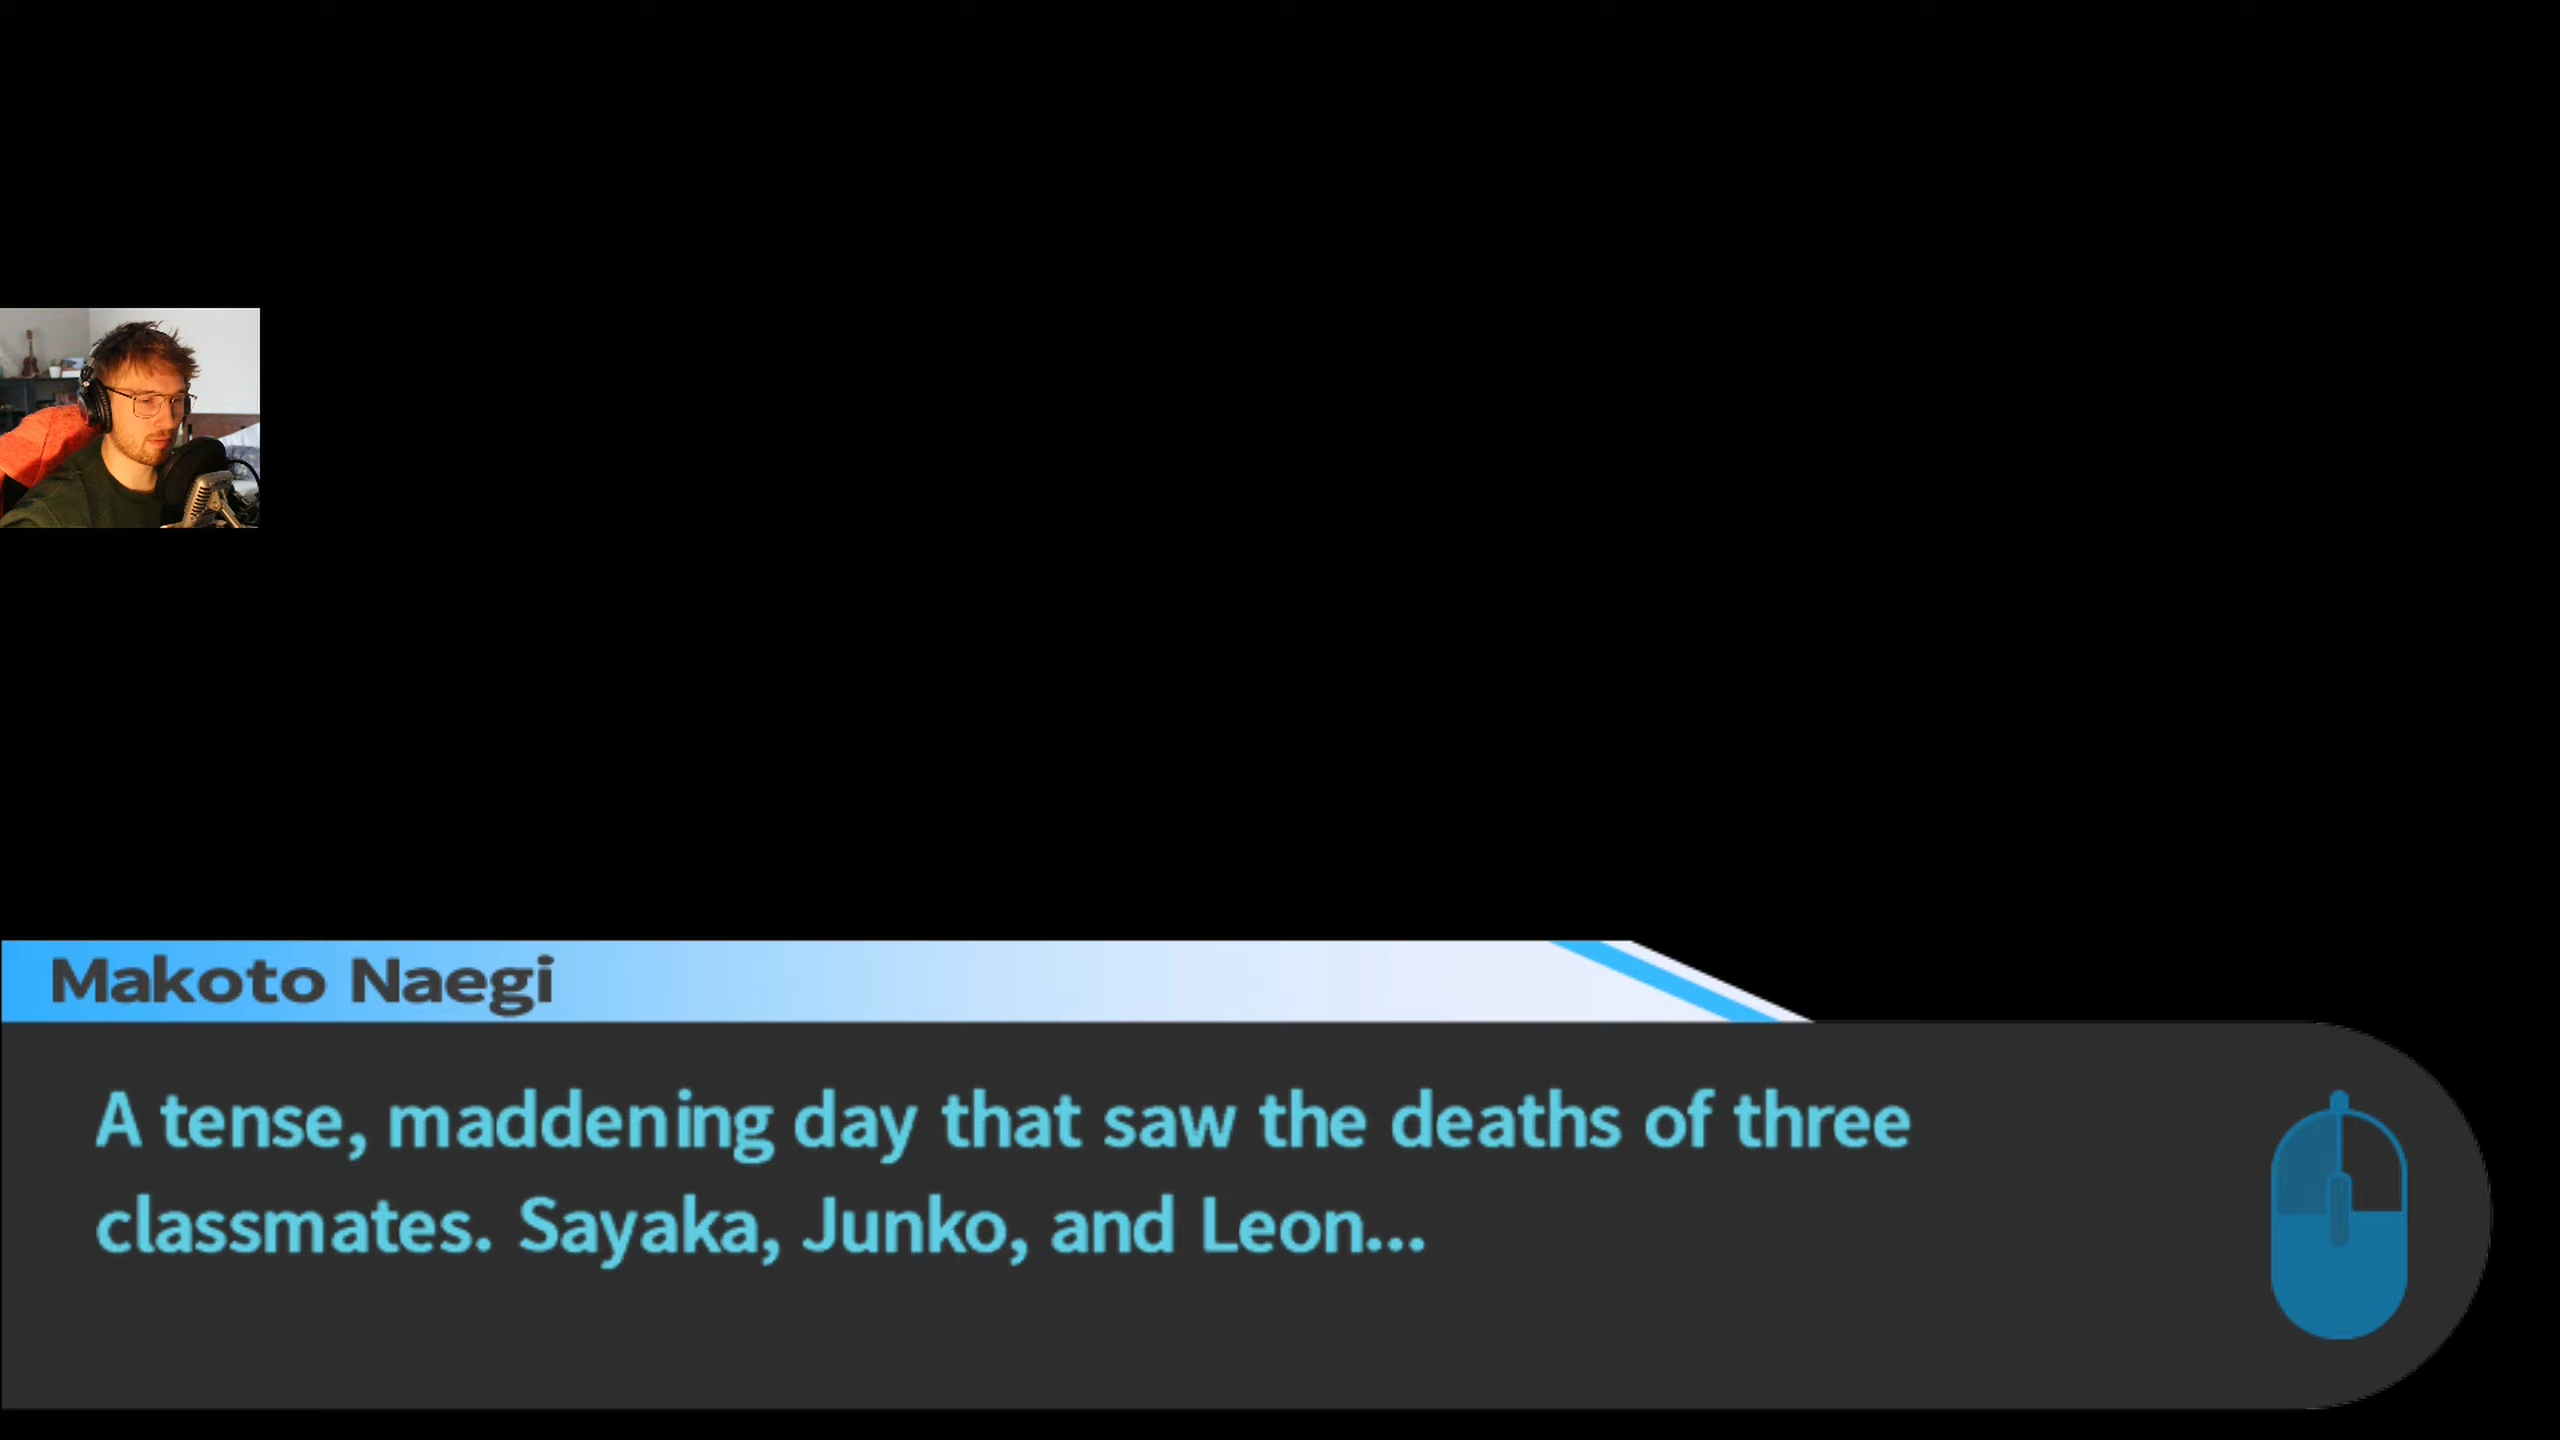 Makoto Naegi
A tense, maddening day that saw the deaths of three
classmates. Sayaka, Junko, and Leon...